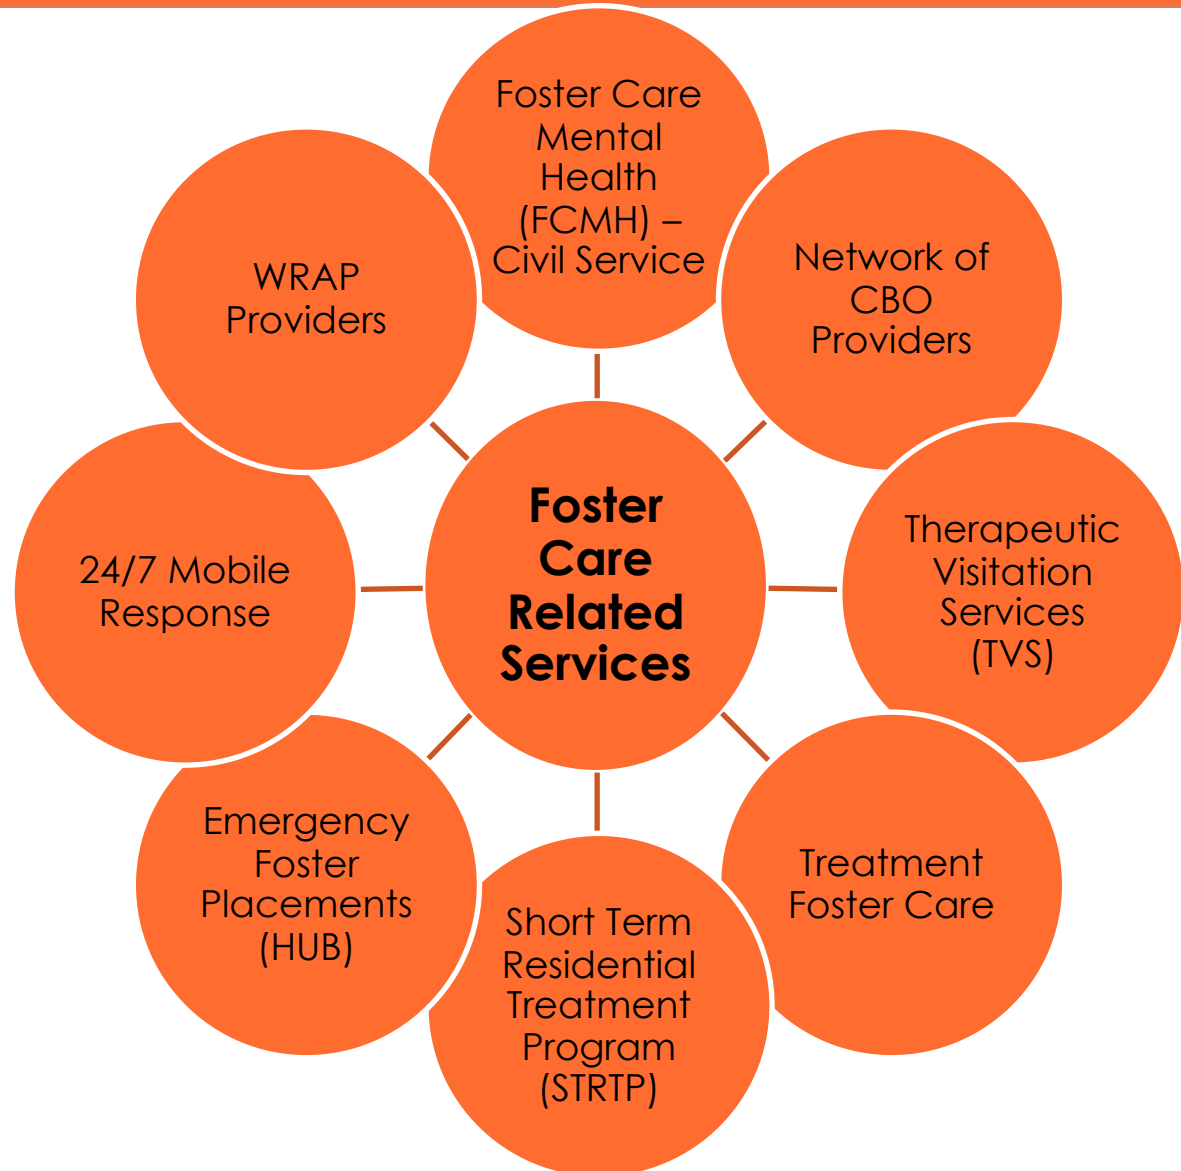 Foster Care
Mental
Health
(FCMH) –
Civil Service
Network of
CBO
Providers
Therapeutic
Visitation
Services
(TVS)
Treatment
Foster Care
Short Term
Residential
Treatment
Program
(STRTP)
Emergency
Foster
Placements
(HUB)
24/7 Mobile
Response
WRAP
Providers
Foster
Care
Related
Services